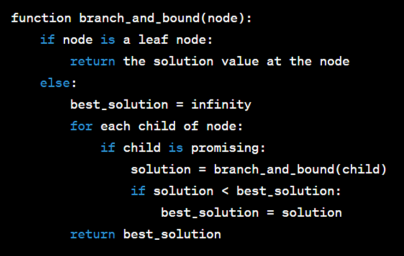 function branch_and_bound(node):
    if node is a leaf node:
        return the solution value at the node
    else:
        best_solution = infinity
        for each child of node:
            if child is promising:
                solution = branch_and_bound(child)
                if solution < best_solution:
                    best_solution = solution
        return best_solution